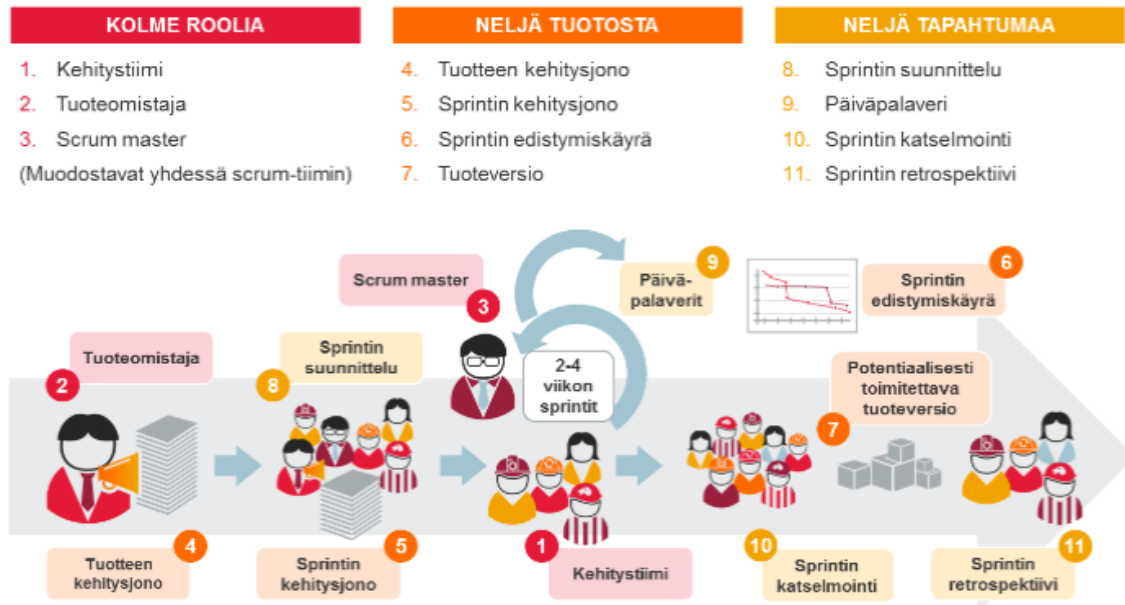 KOLME ROOLIA
1. Kehitystiimi
2. Tuoteomistaja
3. Scrum master
(Muodostavat yhdessä scrum-tiimin)
NELJÄ TUOTOSTA
4. Tuotteen kehitysjono
5. Sprintin kehitysjono
6. Sprintin edistymiskäyrä
7. Tuoteversio
NELJÄ TAPAHTUMAA
8. Sprintin suunnittelu
9. Päiväpalaveri
10. Sprintin katselmointi
11. Sprintin retrospektiivi
Scrum master
3
Päivä-
palaverit
9
Sprintin
edistymiskäyrä
6
Tuoteomistaja
2
Sprintin
suunnittelu
8
2-4
viikon
sprintit
Potentiaalisesti
toimitettava
tuoteversio
7
Tuotteen
kehitysjono
4
Sprintin
kehitysjono
5
1
Kehitystiimi
10
Sprintin
katselmointi
Sprintin
retrospektiivi
11